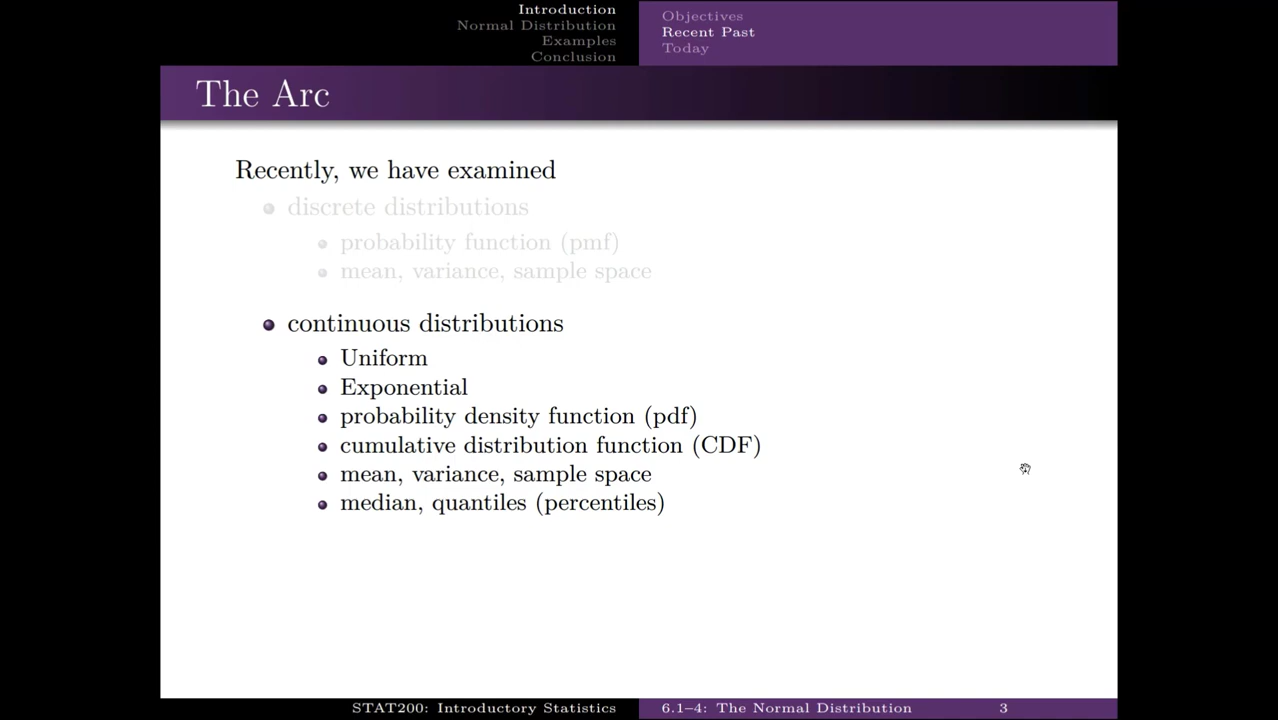 Introduction
Normal Distribution
Examples
Conclusion
Objectives
Recent Past
Today
The Arc
Recently, we have examined
discrete distributions
probability function (pmf)
mean, variance, sample space
continuous distributions
Uniform
Exponential
probability density function (pdf)
cumulative distribution function (CDF)
mean, variance, sample space
median, quantiles (percentiles)
STAT200: Introductory Statistics
6.1–4: The Normal Distribution
3